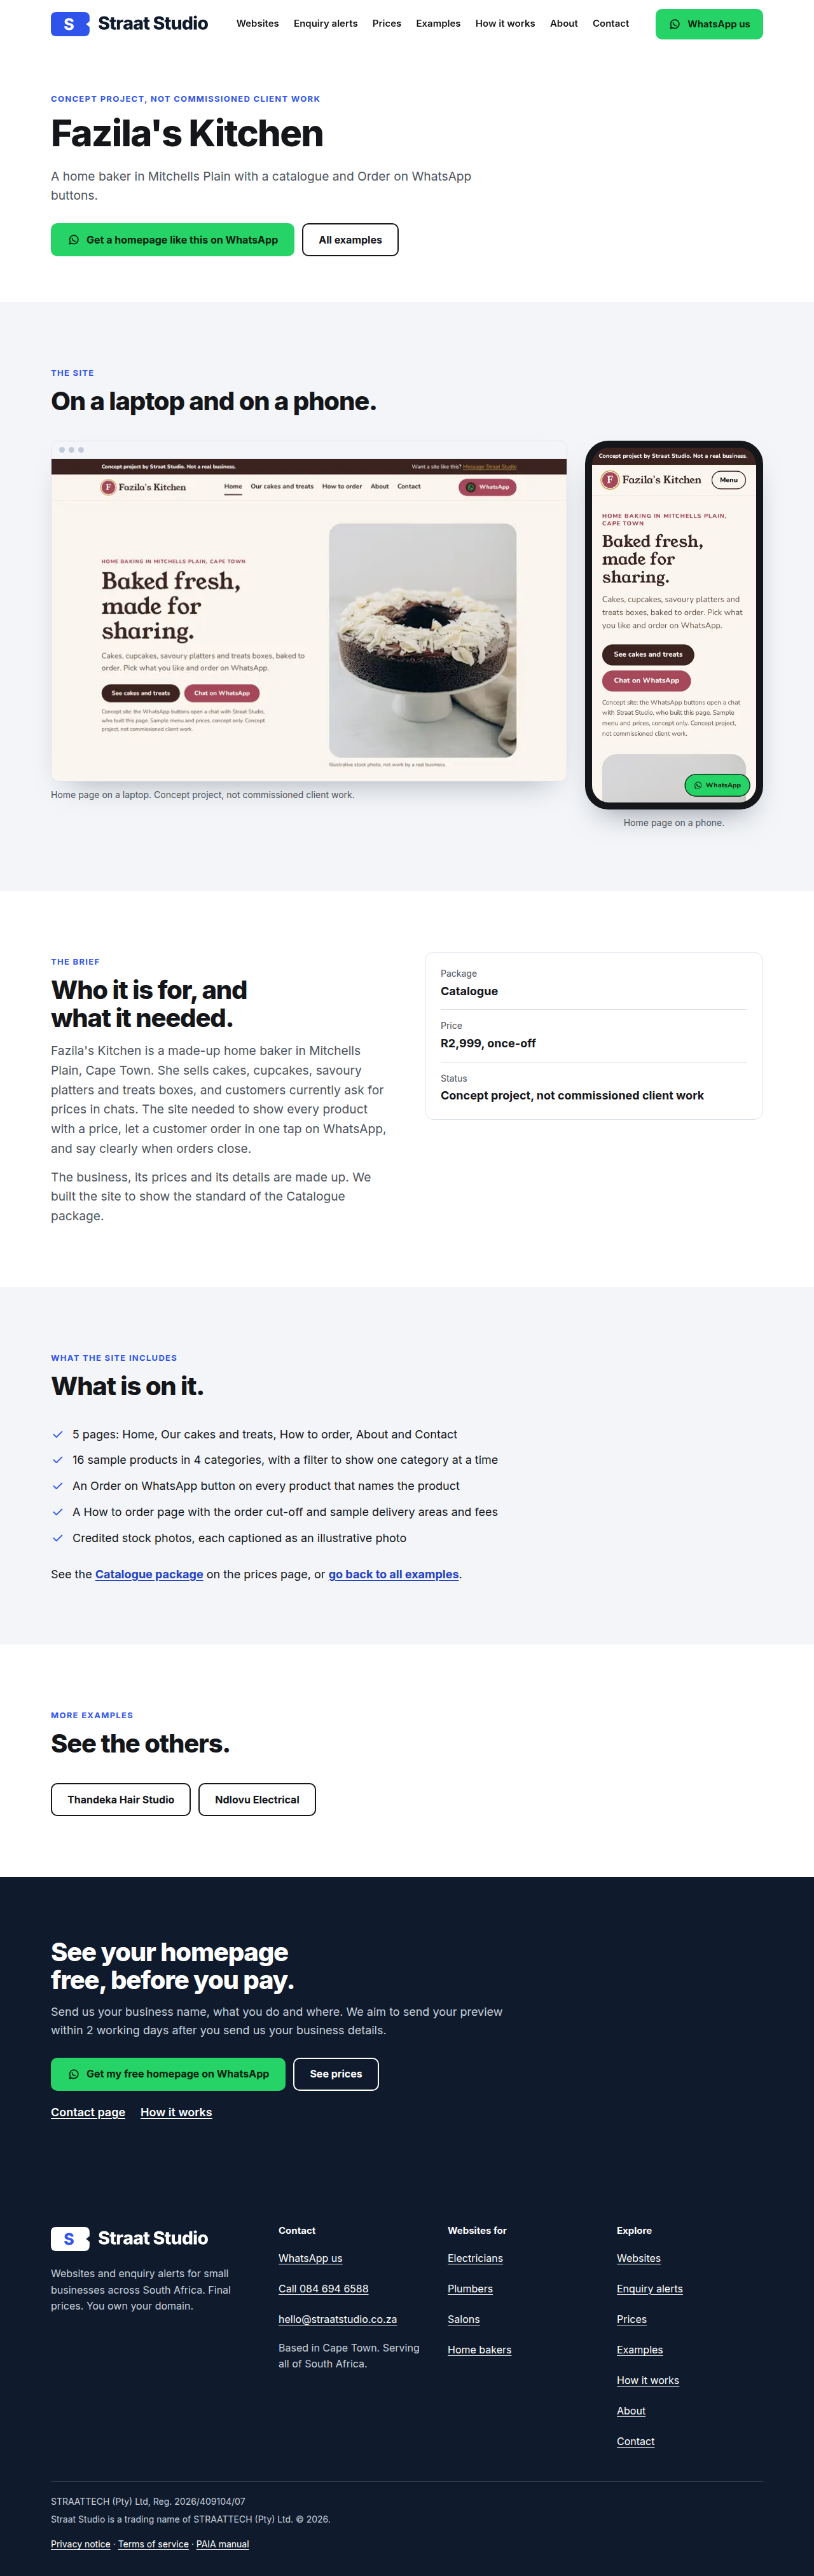 S Straat Studio Websites Enquiry alerts Prices Examples How it works About Contact WhatsApp us
CONCEPT PROJECT, NOT COMMISSIONED CLIENT WORK
Fazila's Kitchen
A home baker in Mitchells Plain with a catalogue and Order on WhatsApp
buttons.
Get a homepage like this on WhatsApp All examples
THE SITE
On a laptop and on a phone.
Concept project by Straat Studio. Not a real business. Want a site like this? Message Straat Studio
F Fazila's Kitchen Home Our cakes and treats How to order About Contact WhatsApp
HOME BAKING IN MITCHELLS PLAIN, CAPE TOWN
Baked fresh,
made for
sharing.
Cakes, cupcakes, savoury platters and treats boxes, baked to
order. Pick what you like and order on WhatsApp.
See cakes and treats Chat on WhatsApp
Concept site: the WhatsApp buttons open a chat with Straat Studio,
who built this page. Sample menu and prices, concept only. Concept
project, not commissioned client work.
Illustrative stock photo, not work by a real business.
Home page on a laptop. Concept project, not commissioned client work.
Concept project by Straat Studio. Not a real business.
F Fazila's Kitchen Menu
HOME BAKING IN MITCHELLS PLAIN,
CAPE TOWN
Baked fresh,
made for
sharing.
Cakes, cupcakes, savoury platters and
treats boxes, baked to order. Pick what
you like and order on WhatsApp.
See cakes and treats
Chat on WhatsApp
Concept site: the WhatsApp buttons open a chat
with Straat Studio, who built this page. Sample
menu and prices, concept only. Concept project,
not commissioned client work.
WhatsApp
Home page on a phone.
THE BRIEF
Who it is for, and
what it needed.
Fazila's Kitchen is a made-up home baker in Mitchells
Plain, Cape Town. She sells cakes, cupcakes, savoury
platters and treats boxes, and customers currently ask for
prices in chats. The site needed to show every product
with a price, let a customer order in one tap on WhatsApp,
and say clearly when orders close.
The business, its prices and its details are made up. We
built the site to show the standard of the Catalogue
package.
Package
Catalogue
Price
R2,999, once-off
Status
Concept project, not commissioned client work
WHAT THE SITE INCLUDES
What is on it.
5 pages: Home, Our cakes and treats, How to order, About and Contact
16 sample products in 4 categories, with a filter to show one category at a time
An Order on WhatsApp button on every product that names the product
A How to order page with the order cut-off and sample delivery areas and fees
Credited stock photos, each captioned as an illustrative photo
See the Catalogue package on the prices page, or go back to all examples.
MORE EXAMPLES
See the others.
Thandeka Hair Studio Ndlovu Electrical
See your homepage
free, before you pay.
Send us your business name, what you do and where. We aim to send your preview
within 2 working days after you send us your business details.
Get my free homepage on WhatsApp See prices
Contact page How it works
S Straat Studio
Websites and enquiry alerts for small
businesses across South Africa. Final
prices. You own your domain.
Contact
WhatsApp us
Call 084 694 6588
hello@straatstudio.co.za
Based in Cape Town. Serving
all of South Africa.
Websites for
Electricians
Plumbers
Salons
Home bakers
Explore
Websites
Enquiry alerts
Prices
Examples
How it works
About
Contact
STRAATTECH (Pty) Ltd, Reg. 2026/409104/07
Straat Studio is a trading name of STRAATTECH (Pty) Ltd. © 2026.
Privacy notice · Terms of service · PAIA manual